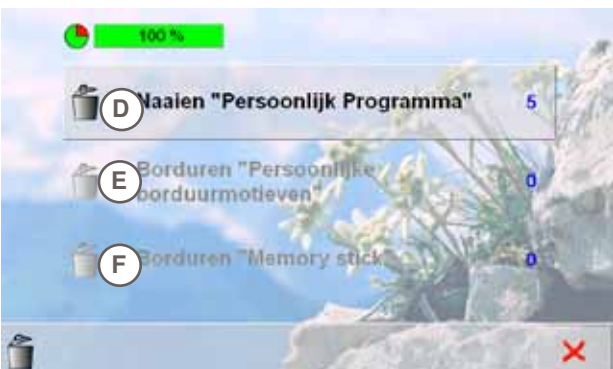 100 %
D Naaien "Persoonlijk Programma" 5
E Borduren "Persoonlijke borduurmotieven" 0
F Borduren "Memory stick" 0